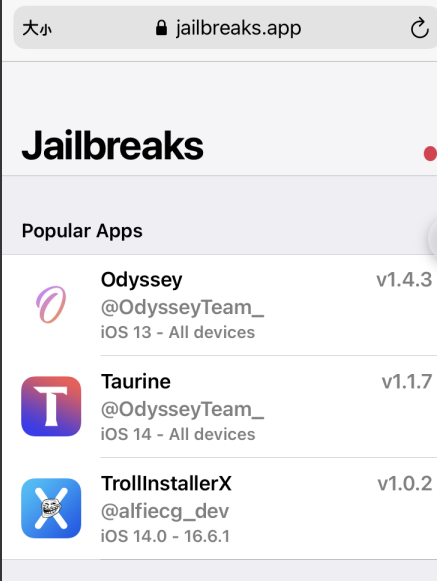 大小 jailbreaks.app
Jailbreaks
Popular Apps
Odyssey v1.4.3
@OdysseyTeam_
iOS 13 - All devices
Taurine v1.1.7
@OdysseyTeam_
iOS 14 - All devices
TrollInstallerX v1.0.2
@alfiecg_dev
iOS 14.0 - 16.6.1